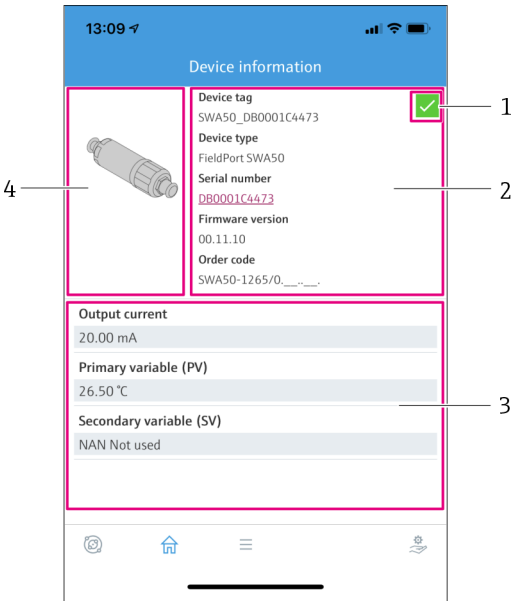 13:09
Device information
Device tag
SWA50_DB0001C4473
Device type
FieldPort SWA50
Serial number
DB0001C4473
Firmware version
00.11.10
Order code
SWA50-1265/0.__..__.
1
2
4
Output current
20.00 mA
Primary variable (PV)
26.50 °C
3
Secondary variable (SV)
NAN Not used